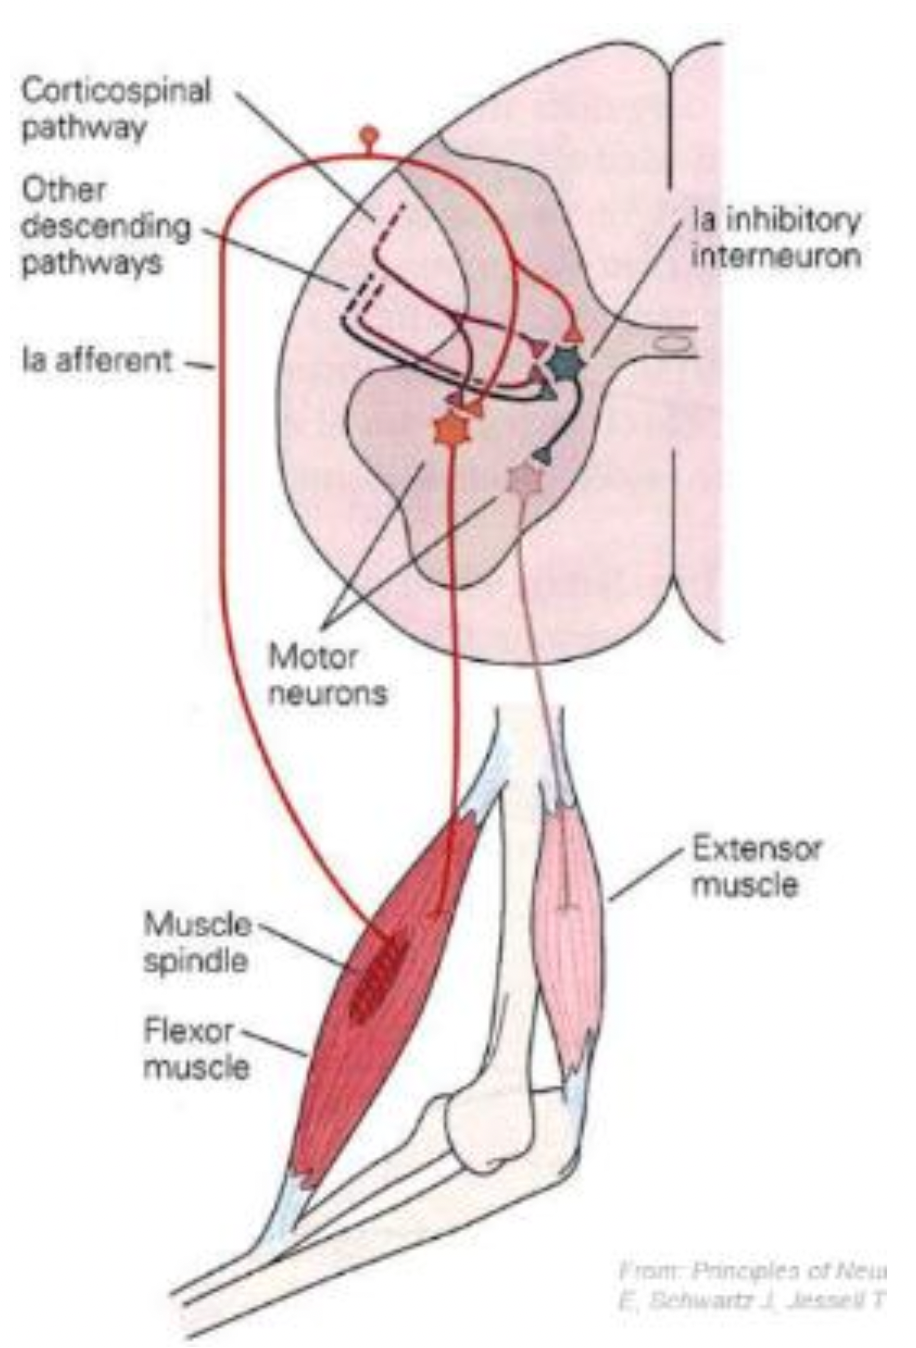 Corticospinal
pathway
Other
descending
pathways
Ia afferent
Ia inhibitory
interneuron
Motor
neurons
Extensor
muscle
Muscle
spindle
Flexor
muscle
From: Principles of Neu
E, Schwartz J, Jessell T